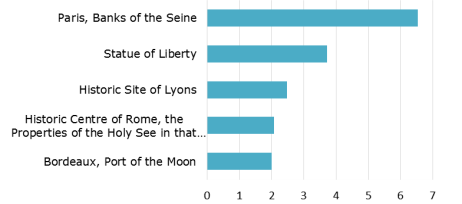 Paris, Banks of the Seine
Statue of Liberty
Historic Site of Lyons
Historic Centre of Rome, the
Properties of the Holy See in that...
Bordeaux, Port of the Moon
0 1 2 3 4 5 6 7